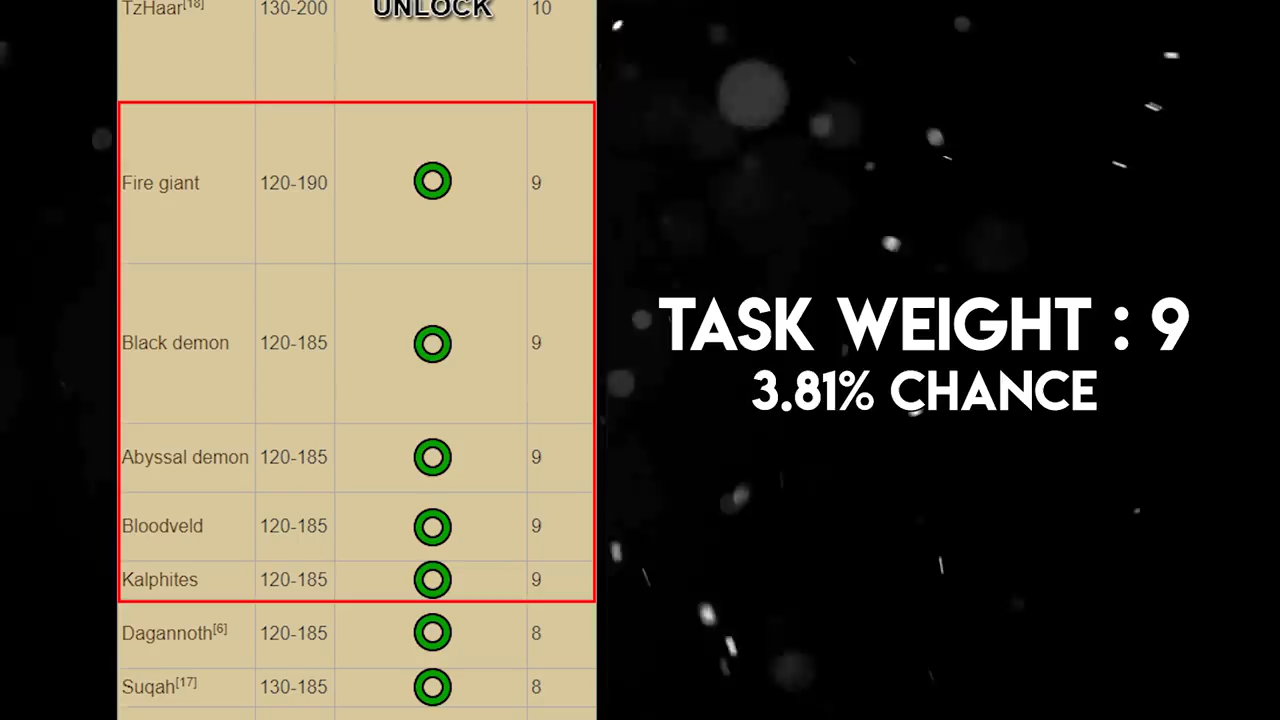 TzHaar[18] 130-200 UNLOCK 10
Fire giant 120-190 9
Black demon 120-185 9
Abyssal demon 120-185 9
Bloodveld 120-185 9
Kalphites 120-185 9
Dagannoth[6] 120-185 8
Suqah[17] 130-185 8
TASK WEIGHT : 9
3.81% CHANCE